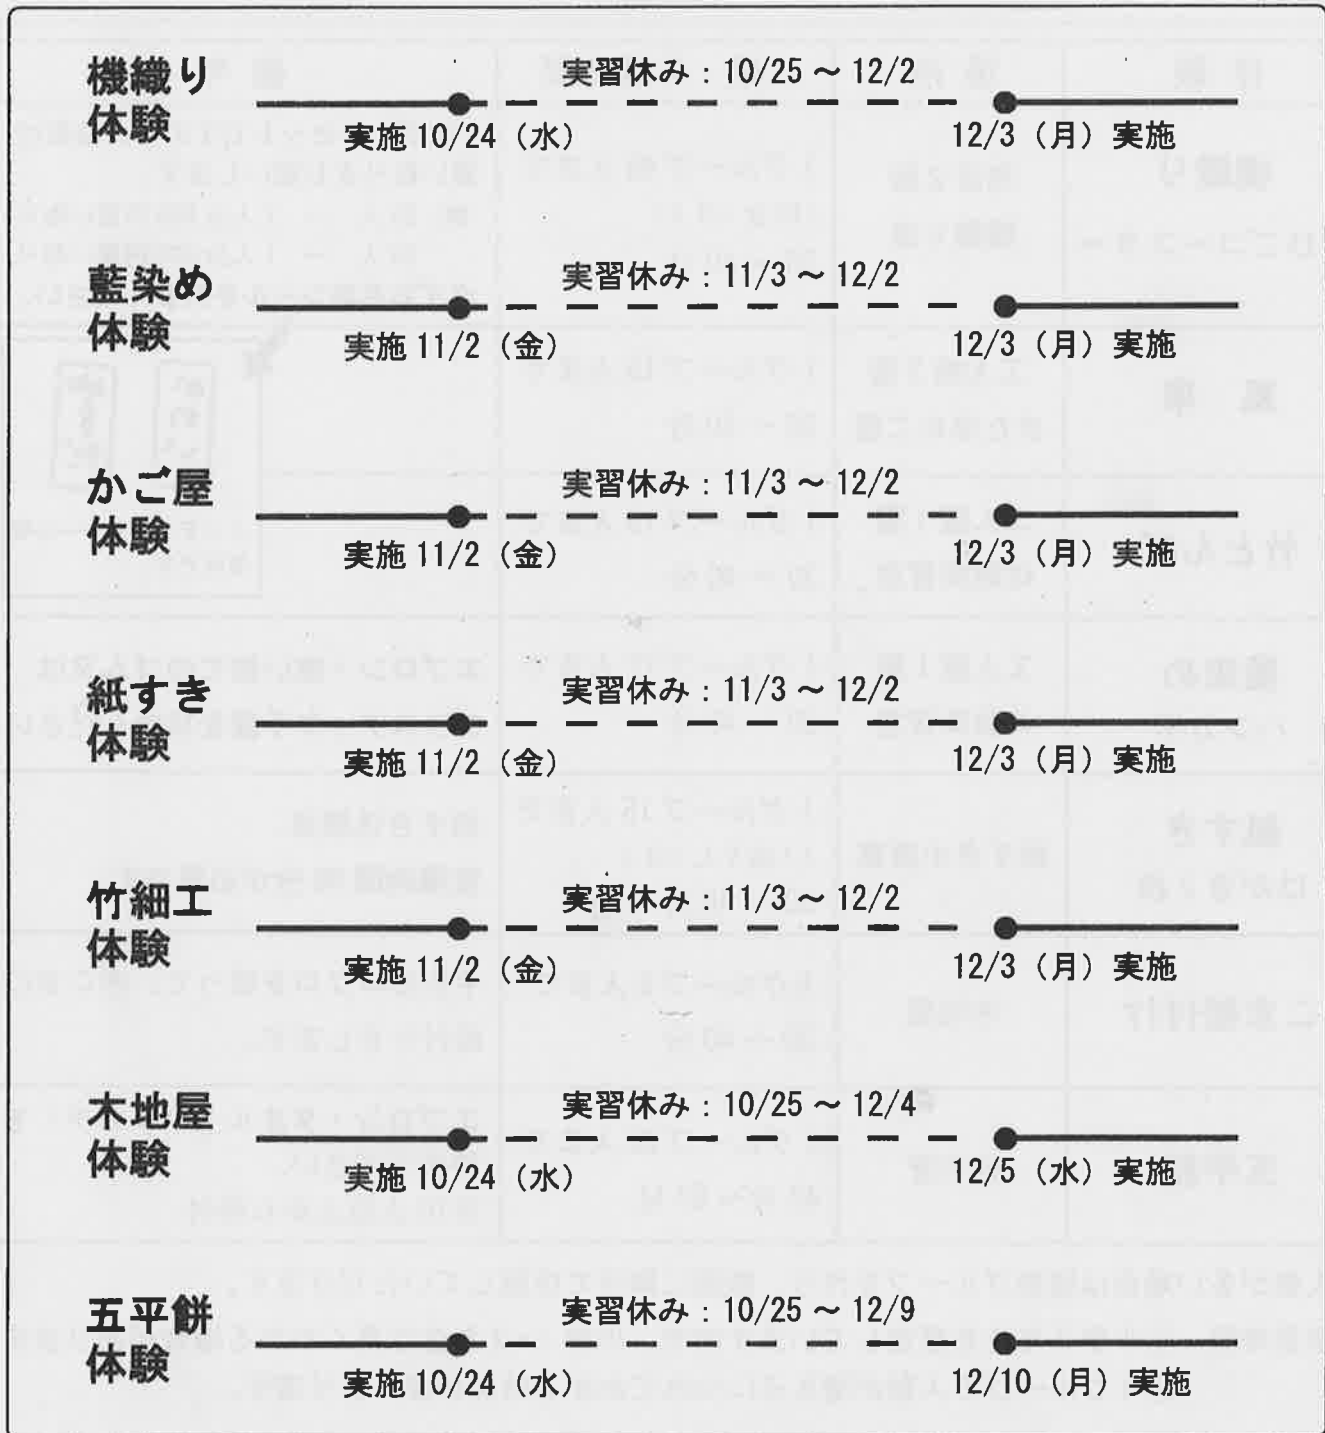 機織り
体験
実習休み：10/25 ～ 12/2
実施 10/24（水）
12/3（月）実施
藍染め
体験
実習休み：11/3 ～ 12/2
実施 11/2（金）
12/3（月）実施
かご屋
体験
実習休み：11/3 ～ 12/2
実施 11/2（金）
12/3（月）実施
紙すき
体験
実習休み：11/3 ～ 12/2
実施 11/2（金）
12/3（月）実施
竹細工
体験
実習休み：11/3 ～ 12/2
実施 11/2（金）
12/3（月）実施
木地屋
体験
実習休み：10/25 ～ 12/4
実施 10/24（水）
12/5（水）実施
五平餅
体験
実習休み：10/25 ～ 12/9
実施 10/24（水）
12/10（月）実施